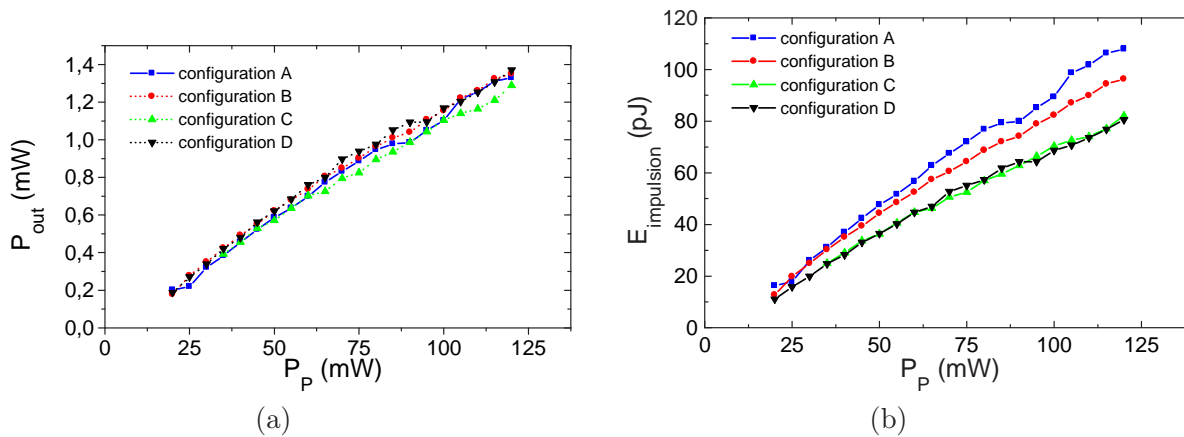 1,4
1,2
1,0
0,8
0,6
0,4
0,2
0,0
P_out (mW)
configuration A
configuration B
configuration C
configuration D
25 50 75 100 125
P_P (mW)
(a)
120
100
80
60
40
20
0
E_impulsion (pJ)
configuration A
configuration B
configuration C
configuration D
0 25 50 75 100 125
P_P (mW)
(b)